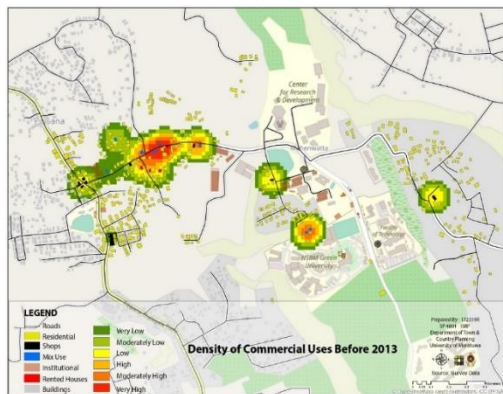 Center
for Research
&
Development
NSBM Green
University
Faculty
of Technology
LEGEND
Roads
Residential
Shops
Mix Use
Institutional
Rented Houses
Buildings
Very Low
Moderately Low
Low
High
Moderately High
Very High
Density of Commercial Uses Before 2013
Department of Town &
Country Planning
University of Moratuwa
Source: Survey Data